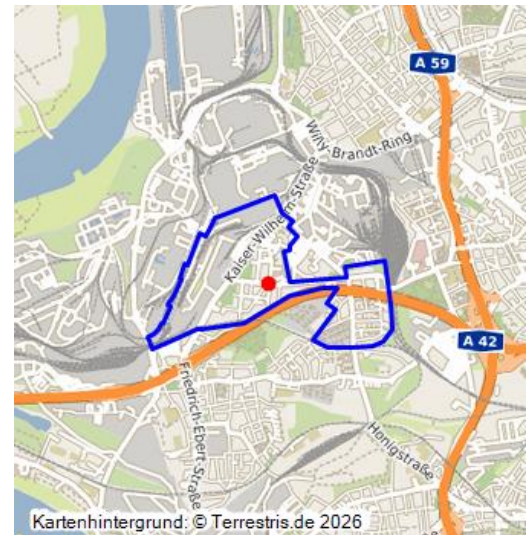 A 59
Willy-Brandt-Ring
Kaiser-Wilhelm-Straße
A 42
Friedrich-Ebert-Straße
Honigstraße
Kartenhintergrund: © Terrestris.de 2026